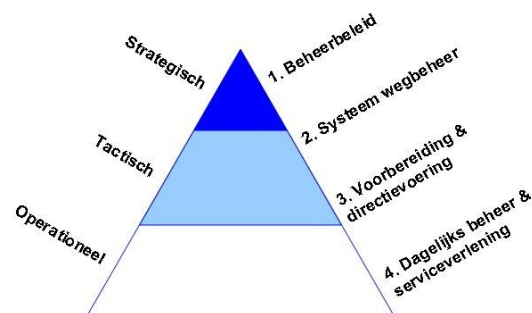 Strategisch
1. Beheerbeleid
Tactisch
2. Systeem wegbeheer
3. Voorbereiding &
directievoering
Operationeel
4. Dagelijks beheer &
serviceverlening